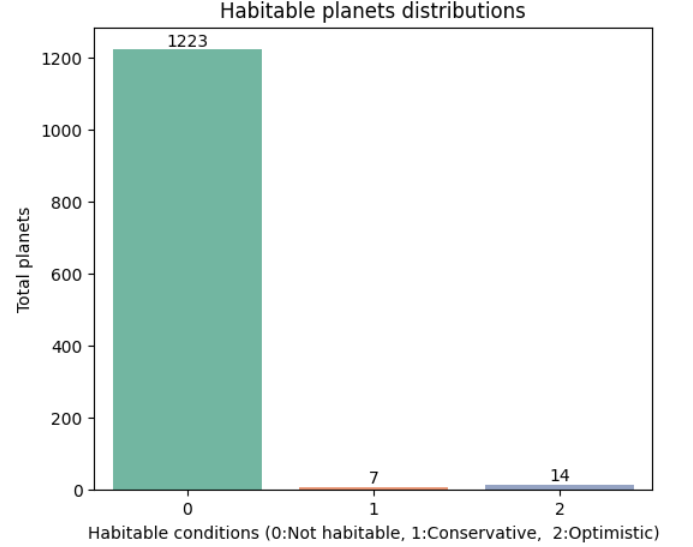 Habitable planets distributions
1223
7
14
1200
1000
800
600
400
200
0
Total planets
0 1 2
Habitable conditions (0:Not habitable, 1:Conservative,  2:Optimistic)